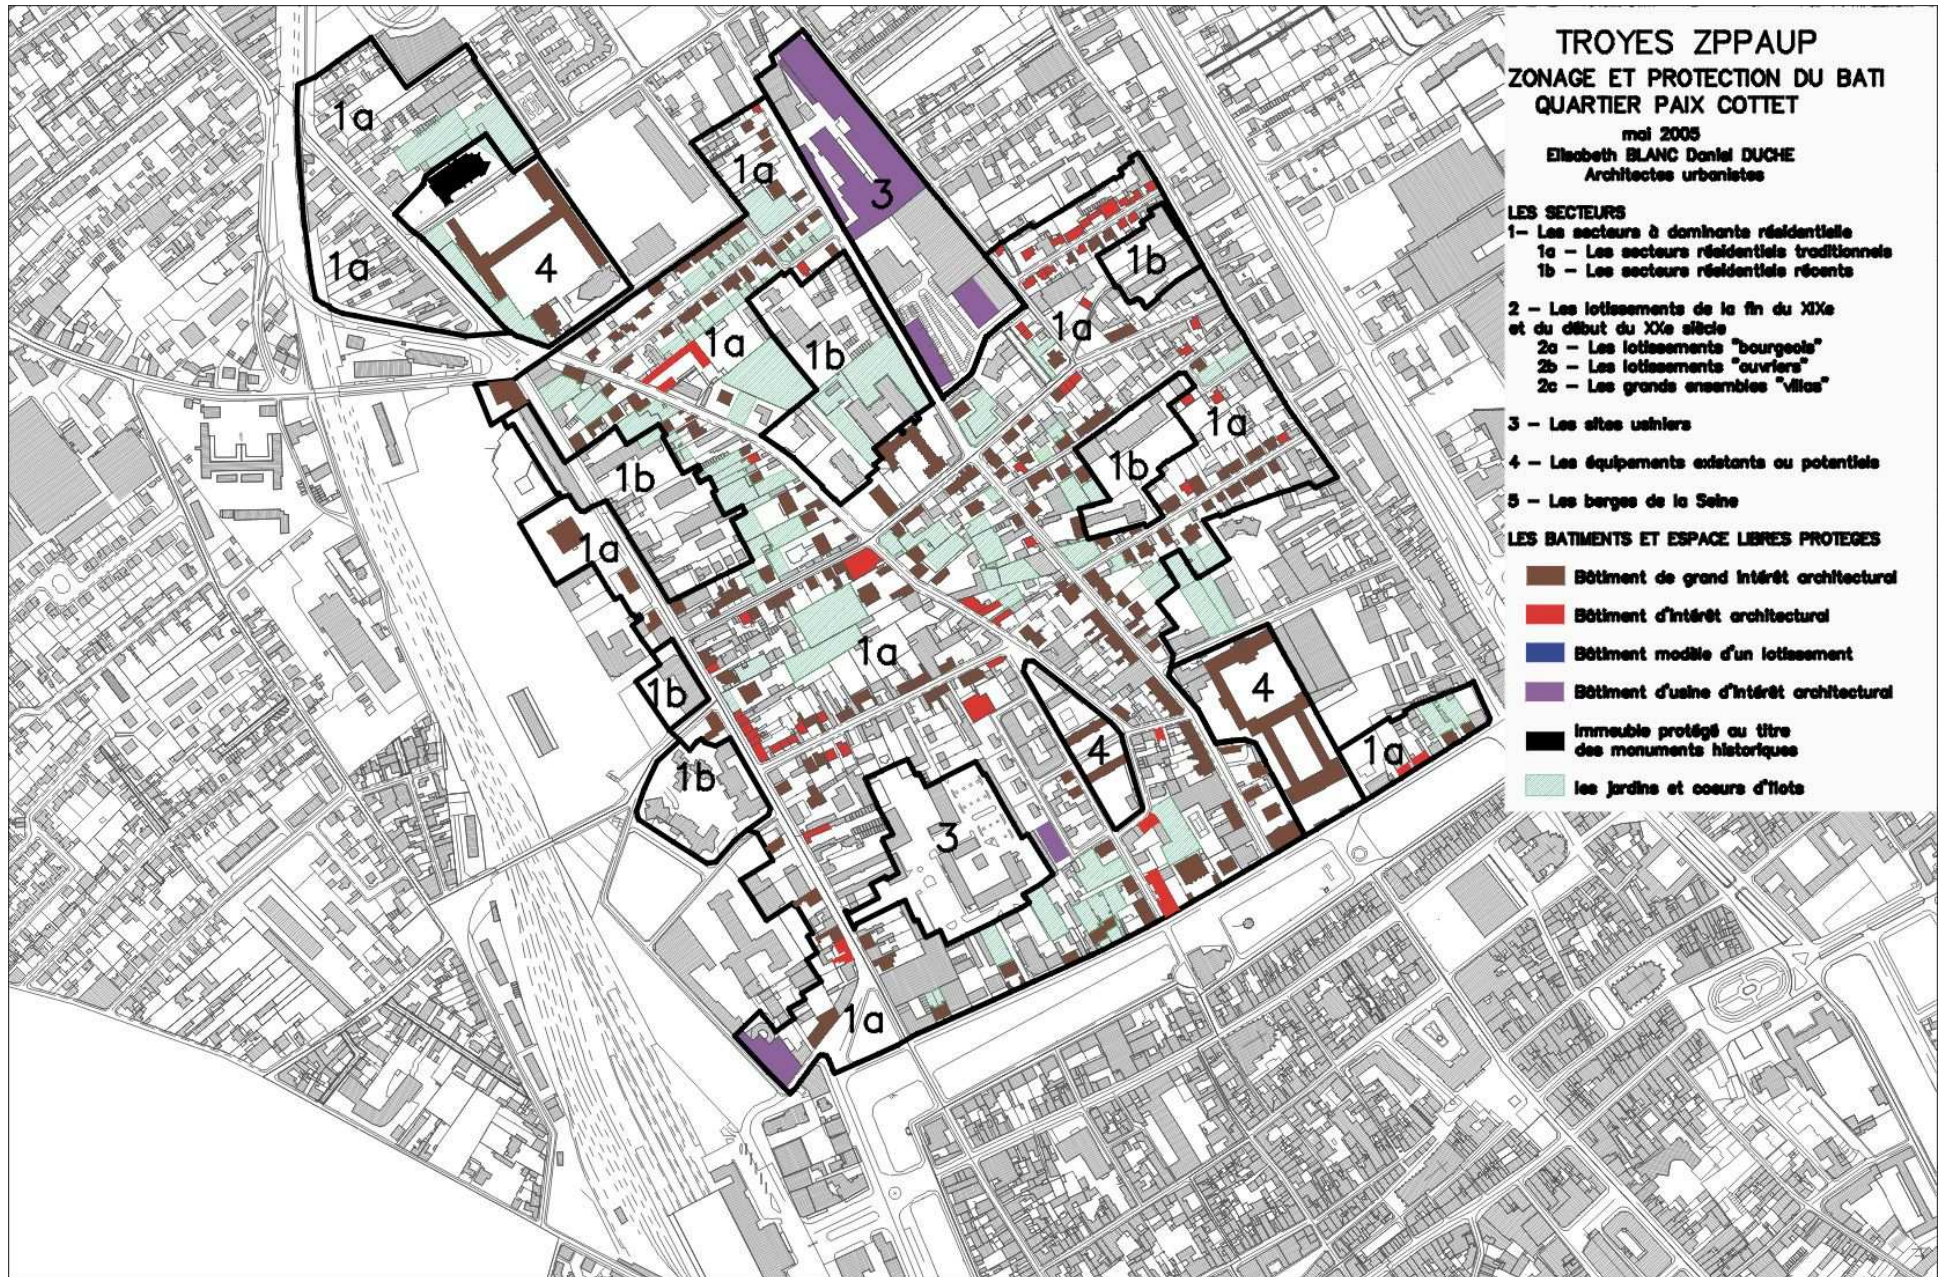 TROYES ZPPAUP
ZONAGE ET PROTECTION DU BATI
QUARTIER PAIX COTTET
mai 2005
Elisabeth BLANC Daniel DUCHE
Architectes urbanistes
LES SECTEURS
1- Les secteurs à dominante résidentielle
1a - Les secteurs résidentiels traditionnels
1b - Les secteurs résidentiels récents
2 - Les lotissements de la fin du XIXe
et du début du XXe siècle
2a - Les lotissements "bourgeois"
2b - Les lotissements "ouvriers"
2c - Les grands ensembles "villas"
3 - Les sites usiniers
4 - Les équipements existants ou potentiels
5 - Les berges de la Seine
LES BATIMENTS ET ESPACE LIBRES PROTEGES
Bâtiment de grand intérêt architectural
Bâtiment d'intérêt architectural
Bâtiment modèle d'un lotissement
Bâtiment d'usine d'intérêt architectural
Immeuble protégé au titre
des monuments historiques
les jardins et coeurs d'îlots
1a
1a
3
1a
4
1b
1a
1a
1b
1a
1b
1b
1a
1a
1b
4
1b
4
1a
3
1a